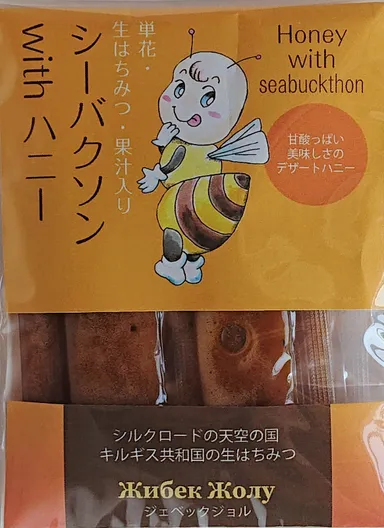 Honey
with
seabuckthon
単花・
生はちみつ・果汁入り
シーバクソン
with ハニー
甘酸っぱい
美味しさの
デザートハニー
シルクロードの天空の国
キルギス共和国の生はちみつ
Жибек Жолу
ジェベックジョル